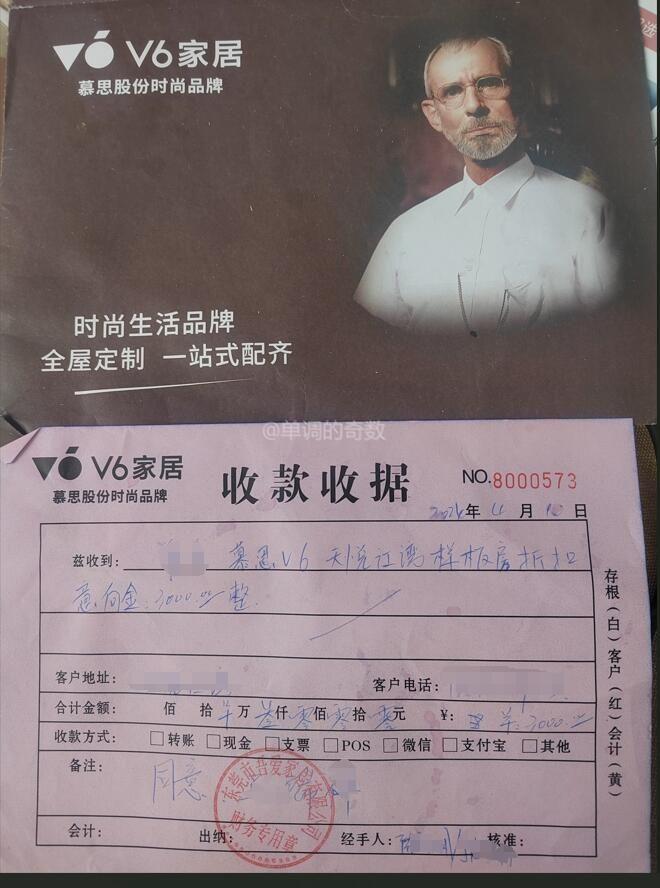 V6家居
慕思股份时尚品牌
时尚生活品牌
全屋定制 一站式配齐
@单调的奇数
V6家居
慕思股份时尚品牌
收款收据
NO.8000573
年 11 月 10 日
兹收到: 慕思V6 天悦江湾样板房折扣
意向金:3000.00整.
客户地址:
客户电话:
合计金额: 佰 拾 万 叁仟 零佰 零拾 零元 ¥: 3000.00
收款方式: □转账 □现金 □支票 □POS □微信 □支付宝 □其他
备注: 同意
财务专用章
会计: 出纳: 经手人: 核准:
存根(白)客户(红)会计(黄)